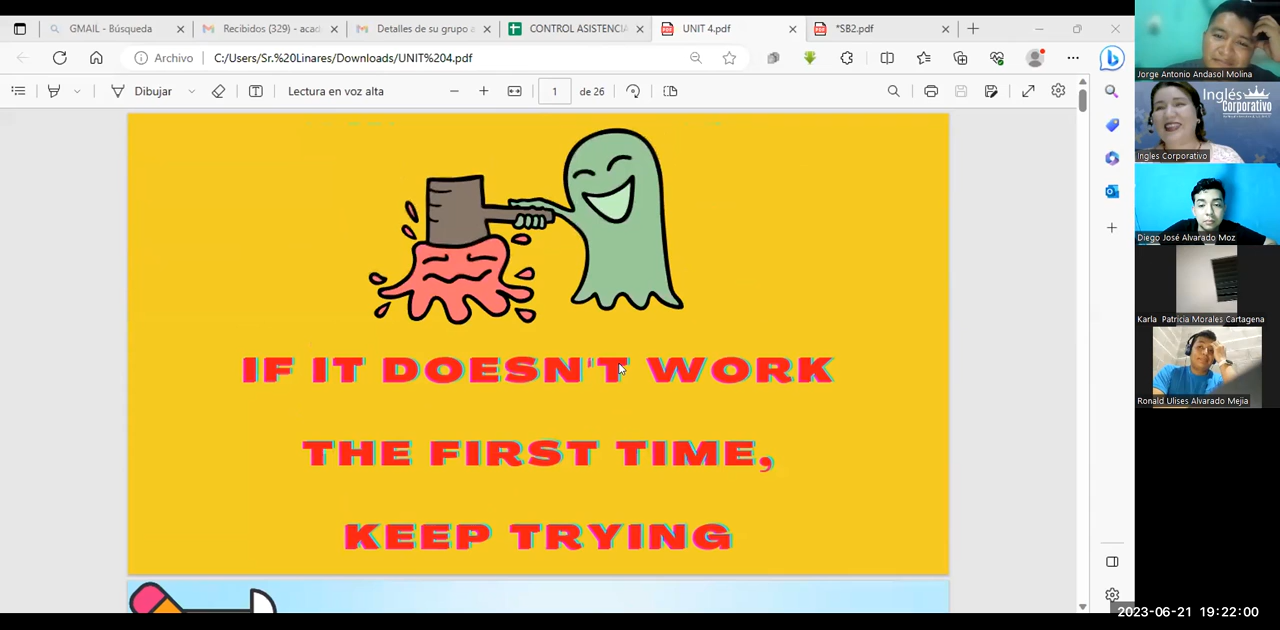 GMAIL - Búsqueda
Recibidos (329) - acad
Detalles de su grupo a
CONTROL ASISTENCIA
UNIT 4.pdf
*SB2.pdf
Archivo
C:/Users/Sr.%20Linares/Downloads/UNIT%204.pdf
Dibujar
Lectura en voz alta
1
de 26
IF IT DOESN'T WORK
THE FIRST TIME,
KEEP TRYING
Jorge Antonio Andasol Molina
Inglés
Corporativo
Ingles Corporativo
Diego José Alvarado Moz
Karla Patricia Morales Cartagena
Ronald Ulises Alvarado Mejia
2023-06-21 19:22:00